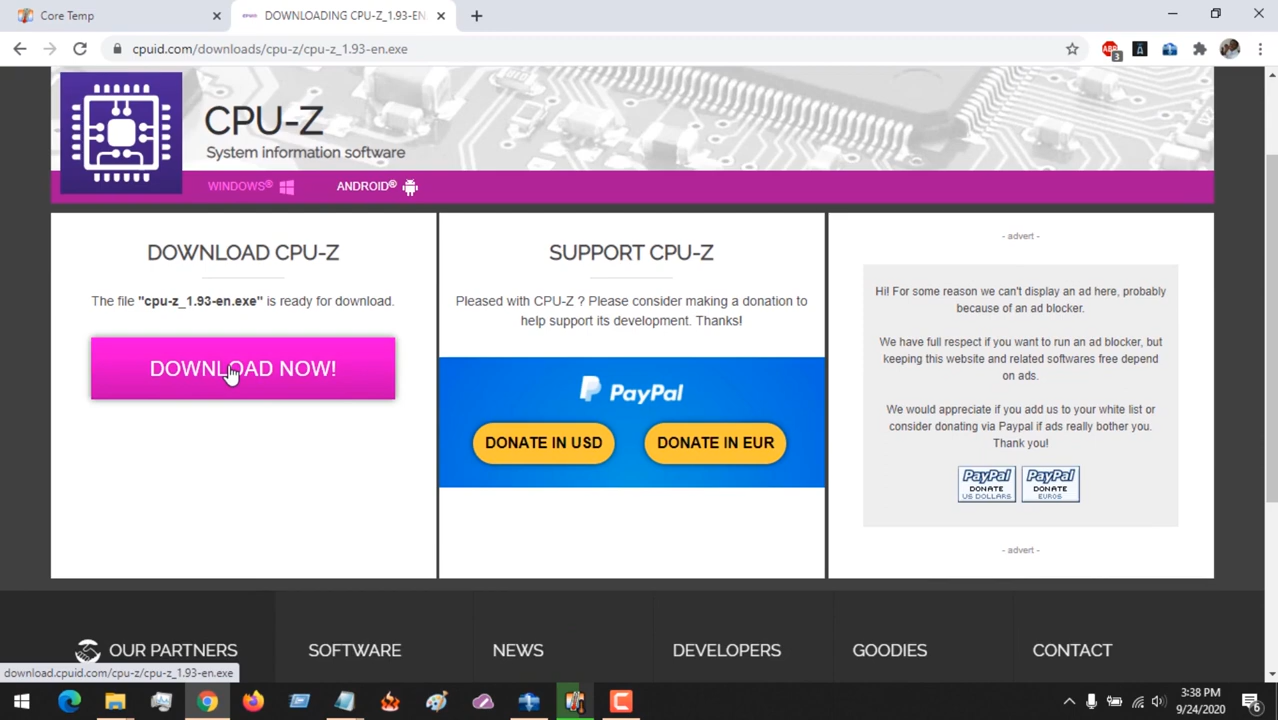 Core Temp
DOWNLOADING CPU-Z_1.93-EN
cpuid.com/downloads/cpu-z/cpu-z_1.93-en.exe
ABP
3
CPU-Z
System information software
WINDOWS®
ANDROID®
DOWNLOAD CPU-Z
The file "cpu-z_1.93-en.exe" is ready for download.
DOWNLOAD NOW!
SUPPORT CPU-Z
Pleased with CPU-Z ? Please consider making a donation to
help support its development. Thanks!
PayPal
DONATE IN USD
DONATE IN EUR
- advert -
Hi! For some reason we can't display an ad here, probably
because of an ad blocker.
We have full respect if you want to run an ad blocker, but
keeping this website and related softwares free depend
on ads.
We would appreciate if you add us to your white list or
consider donating via Paypal if ads really bother you.
Thank you!
PayPal
DONATE
US DOLLARS
PayPal
DONATE
EUROS
- advert -
OUR PARTNERS
SOFTWARE
NEWS
DEVELOPERS
GOODIES
CONTACT
download.cpuid.com/cpu-z/cpu-z_1.93-en.exe
3:38 PM
9/24/2020
6